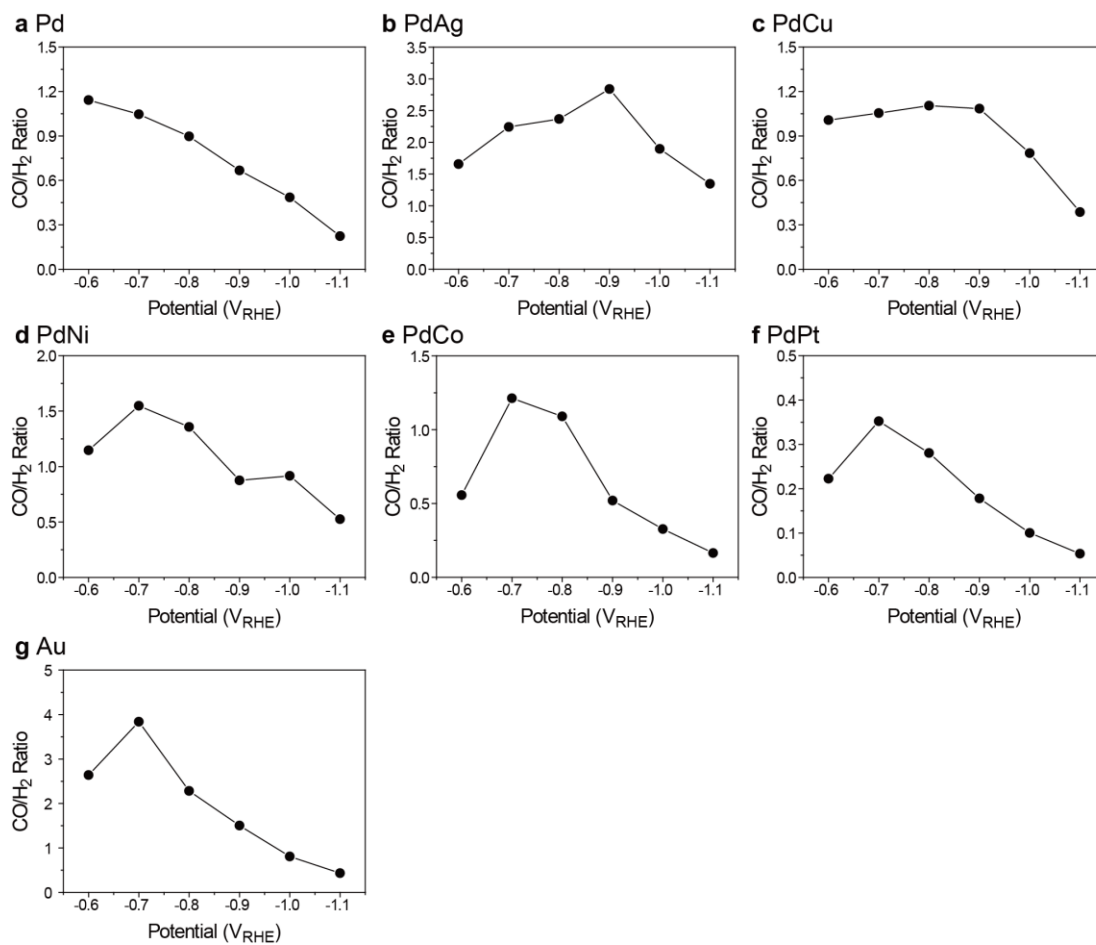 a Pd
1.5
1.2
0.9
0.6
0.3
0.0
CO/H₂ Ratio
-0.6 -0.7 -0.8 -0.9 -1.0 -1.1
Potential (V_RHE)
b PdAg
3.5
3.0
2.5
2.0
1.5
1.0
0.5
0.0
CO/H₂ Ratio
-0.6 -0.7 -0.8 -0.9 -1.0 -1.1
Potential (V_RHE)
c PdCu
1.5
1.2
0.9
0.6
0.3
0.0
CO/H₂ Ratio
-0.6 -0.7 -0.8 -0.9 -1.0 -1.1
Potential (V_RHE)
d PdNi
2.0
1.5
1.0
0.5
0.0
CO/H₂ Ratio
-0.6 -0.7 -0.8 -0.9 -1.0 -1.1
Potential (V_RHE)
e PdCo
1.5
1.0
0.5
0.0
CO/H₂ Ratio
-0.6 -0.7 -0.8 -0.9 -1.0 -1.1
Potential (V_RHE)
f PdPt
0.5
0.4
0.3
0.2
0.1
0.0
CO/H₂ Ratio
-0.6 -0.7 -0.8 -0.9 -1.0 -1.1
Potential (V_RHE)
g Au
5
4
3
2
1
0
CO/H₂ Ratio
-0.6 -0.7 -0.8 -0.9 -1.0 -1.1
Potential (V_RHE)